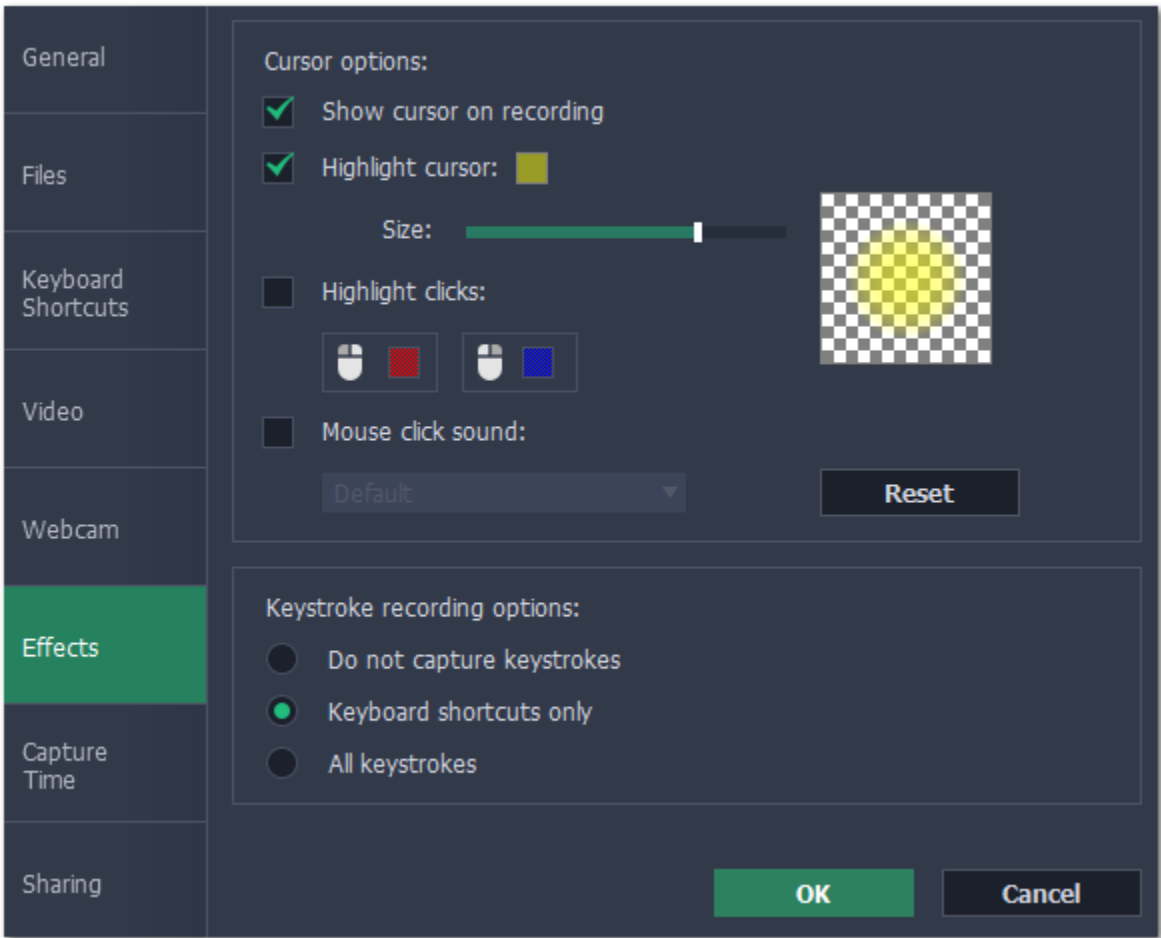 General
Files
Keyboard
Shortcuts
Video
Webcam
Effects
Capture
Time
Sharing
Cursor options:
Show cursor on recording
Highlight cursor:
Size:
Highlight clicks:
Mouse click sound:
Default
Reset
Keystroke recording options:
Do not capture keystrokes
Keyboard shortcuts only
All keystrokes
OK
Cancel